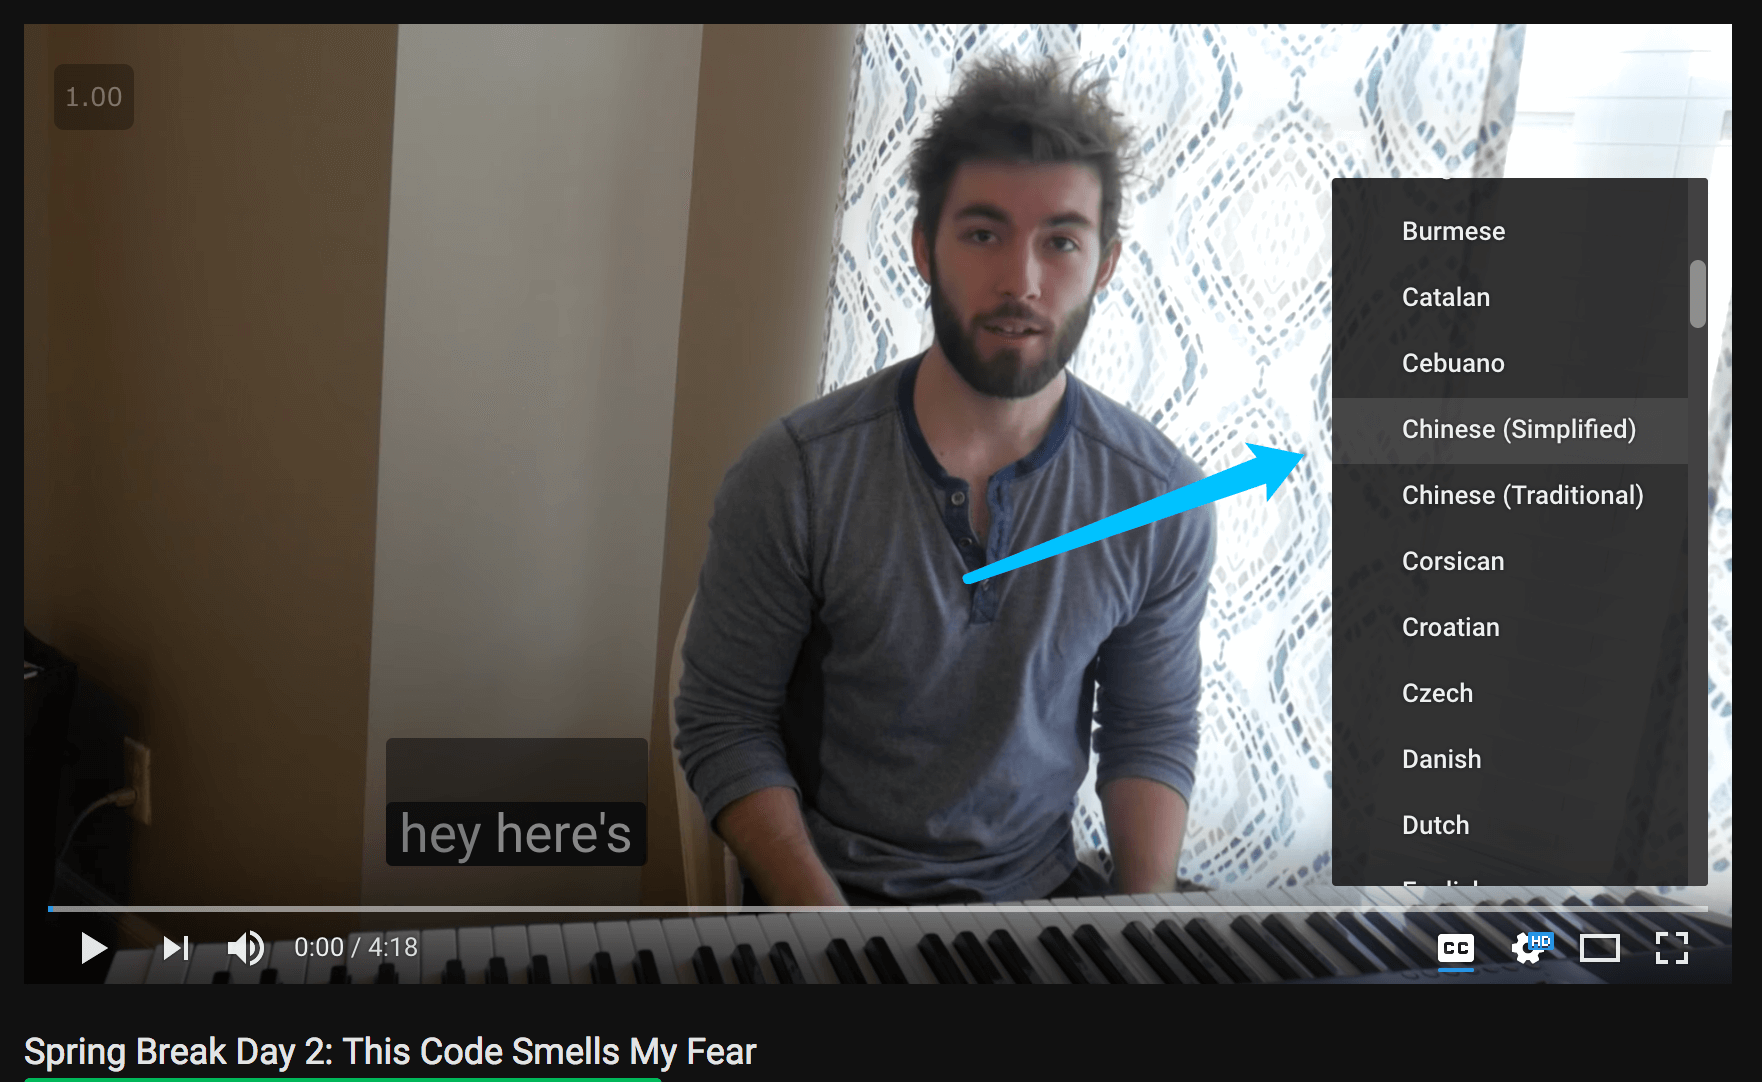 1.00
Burmese
Catalan
Cebuano
Chinese (Simplified)
Chinese (Traditional)
Corsican
Croatian
Czech
Danish
Dutch
hey here's
0:00 / 4:18
CC
HD
Spring Break Day 2: This Code Smells My Fear